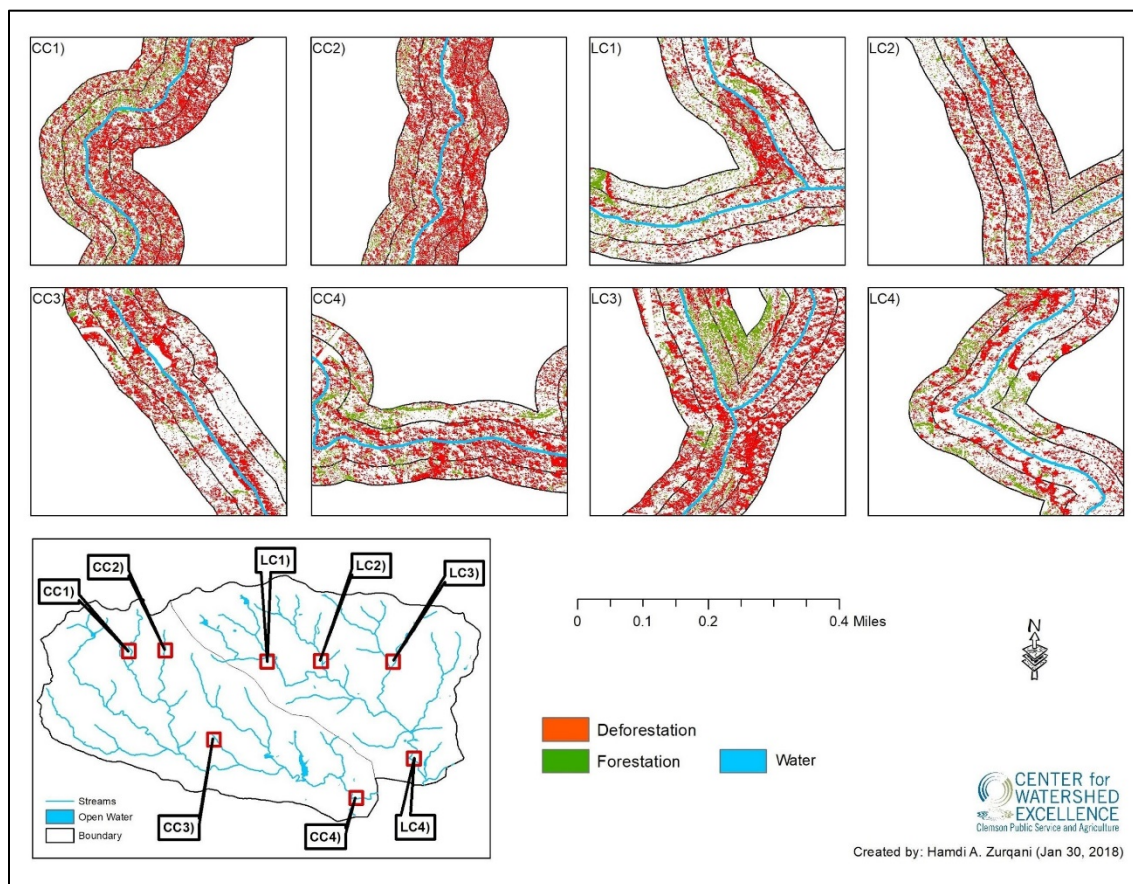 CC1)
CC2)
LC1)
LC2)
CC3)
CC4)
LC3)
LC4)
CC1)
CC2)
LC1)
LC2)
LC3)
CC3)
CC4)
LC4)
Streams
Open Water
Boundary
0 0.1 0.2 0.4 Miles
N
Deforestation
Forestation
Water
CENTER for
WATERSHED
EXCELLENCE
Clemson Public Service and Agriculture
Created by: Hamdi A. Zurqani (Jan 30, 2018)